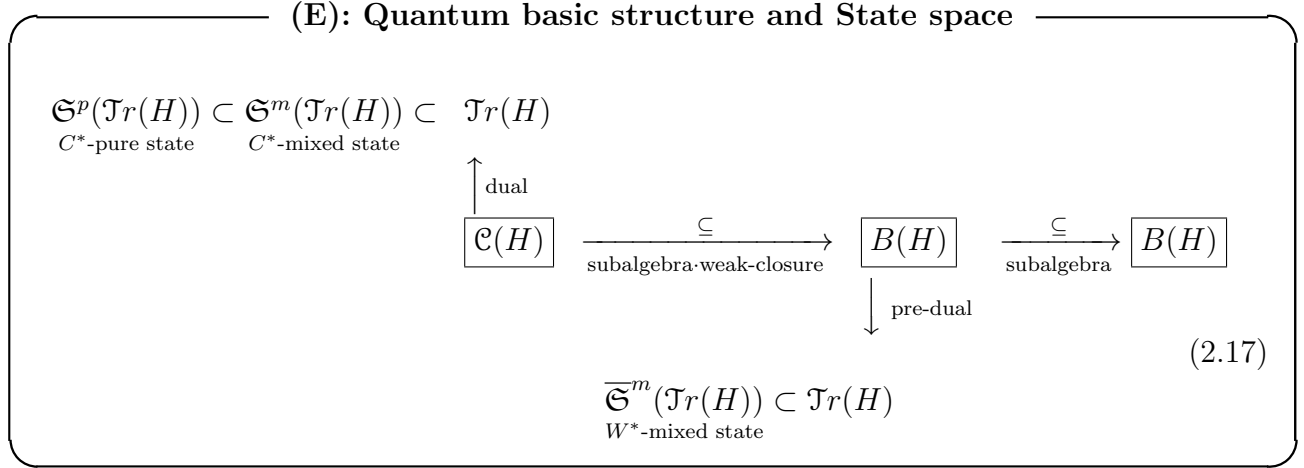 (E): Quantum basic structure and State space
𝔖^p(𝒯r(H)) ⊂ 𝔖^m(𝒯r(H)) ⊂ 𝒯r(H)
C*-pure state C*-mixed state
dual
𝒞(H) ⊆ B(H) ⊆ B(H)
subalgebra·weak-closure subalgebra
pre-dual
(2.17)
𝔖̅^m(𝒯r(H)) ⊂ 𝒯r(H)
W*-mixed state